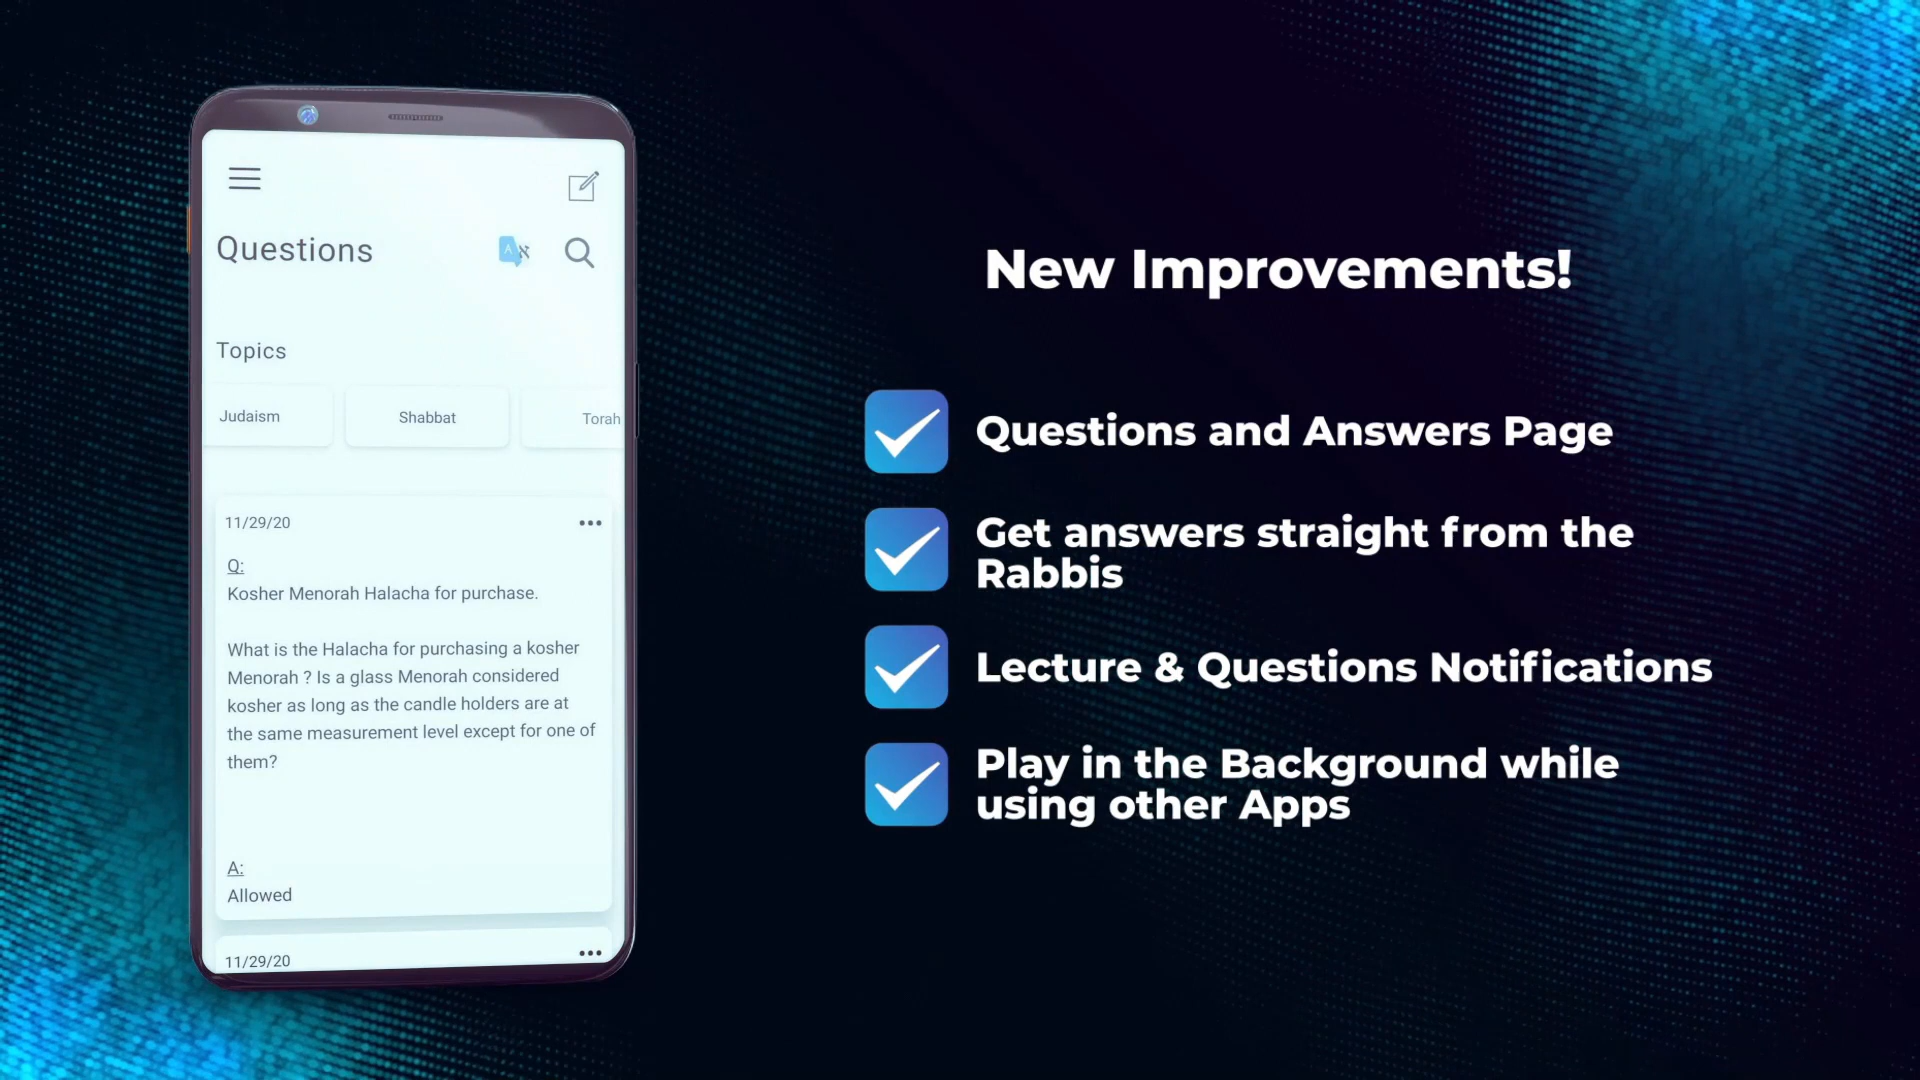 Questions
Topics
Judaism
Shabbat
Torah
11/29/20
Q:
Kosher Menorah Halacha for purchase.
What is the Halacha for purchasing a kosher
Menorah ? Is a glass Menorah considered
kosher as long as the candle holders are at
the same measurement level except for one of
them?
A:
Allowed
11/29/20
New Improvements!
Questions and Answers Page
Get answers straight from the
Rabbis
Lecture & Questions Notifications
Play in the Background while
using other Apps